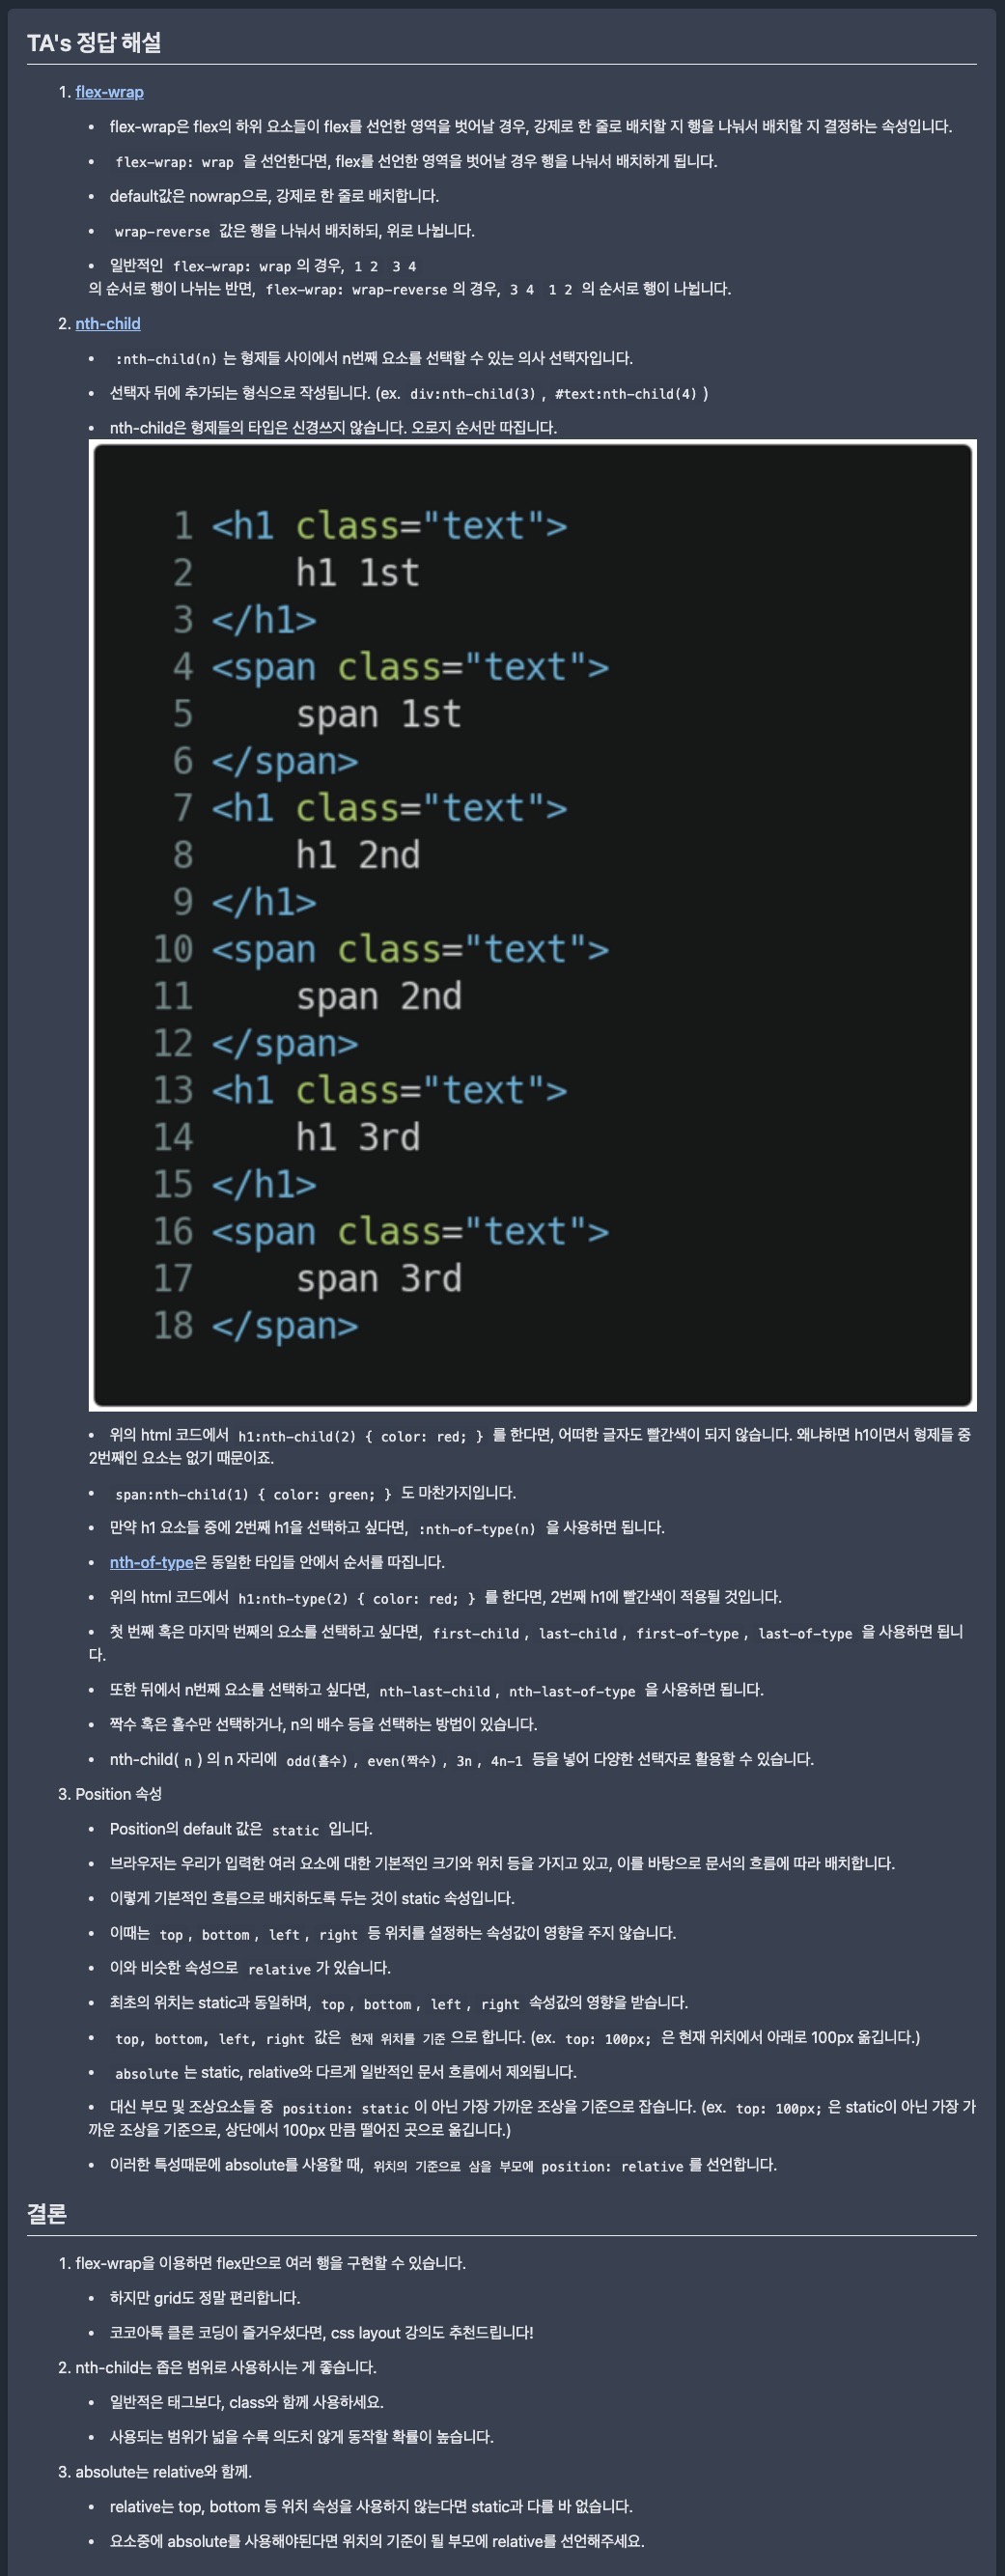 TA's 정답 해설
1. flex-wrap
• flex-wrap은 flex의 하위 요소들이 flex를 선언한 영역을 벗어날 경우, 강제로 한 줄로 배치할 지 행을 나눠서 배치할 지 결정하는 속성입니다.
• flex-wrap: wrap 을 선언한다면, flex를 선언한 영역을 벗어날 경우 행을 나눠서 배치하게 됩니다.
• default값은 nowrap으로, 강제로 한 줄로 배치합니다.
• wrap-reverse 값은 행을 나눠서 배치하되, 위로 나뉩니다.
• 일반적인 flex-wrap: wrap 의 경우, 1 2 3 4
의 순서로 행이 나뉘는 반면, flex-wrap: wrap-reverse 의 경우, 3 4 1 2 의 순서로 행이 나뉩니다.
2. nth-child
• :nth-child(n) 는 형제들 사이에서 n번째 요소를 선택할 수 있는 의사 선택자입니다.
• 선택자 뒤에 추가되는 형식으로 작성됩니다. (ex. div:nth-child(3) , #text:nth-child(4) )
• nth-child은 형제들의 타입은 신경쓰지 않습니다. 오로지 순서만 따집니다.
1 <h1 class="text">
2 h1 1st
3 </h1>
4 <span class="text">
5 span 1st
6 </span>
7 <h1 class="text">
8 h1 2nd
9 </h1>
10 <span class="text">
11 span 2nd
12 </span>
13 <h1 class="text">
14 h1 3rd
15 </h1>
16 <span class="text">
17 span 3rd
18 </span>
• 위의 html 코드에서 h1:nth-child(2) { color: red; } 를 한다면, 어떠한 글자도 빨간색이 되지 않습니다. 왜냐하면 h1이면서 형제들 중
2번째인 요소는 없기 때문이죠.
• span:nth-child(1) { color: green; } 도 마찬가지입니다.
• 만약 h1 요소들 중에 2번째 h1을 선택하고 싶다면, :nth-of-type(n) 을 사용하면 됩니다.
• nth-of-type은 동일한 타입들 안에서 순서를 따집니다.
• 위의 html 코드에서 h1:nth-type(2) { color: red; } 를 한다면, 2번째 h1에 빨간색이 적용될 것입니다.
• 첫 번째 혹은 마지막 번째의 요소를 선택하고 싶다면, first-child , last-child , first-of-type , last-of-type 을 사용하면 됩니
다.
• 또한 뒤에서 n번째 요소를 선택하고 싶다면, nth-last-child , nth-last-of-type 을 사용하면 됩니다.
• 짝수 혹은 홀수만 선택하거나, n의 배수 등을 선택하는 방법이 있습니다.
• nth-child( n ) 의 n 자리에 odd(홀수) , even(짝수) , 3n , 4n-1 등을 넣어 다양한 선택자로 활용할 수 있습니다.
3. Position 속성
• Position의 default 값은 static 입니다.
• 브라우저는 우리가 입력한 여러 요소에 대한 기본적인 크기와 위치 등을 가지고 있고, 이를 바탕으로 문서의 흐름에 따라 배치합니다.
• 이렇게 기본적인 흐름으로 배치하도록 두는 것이 static 속성입니다.
• 이때는 top , bottom , left , right 등 위치를 설정하는 속성값이 영향을 주지 않습니다.
• 이와 비슷한 속성으로 relative 가 있습니다.
• 최초의 위치는 static과 동일하며, top , bottom , left , right 속성값의 영향을 받습니다.
• top, bottom, left, right 값은 현재 위치를 기준 으로 합니다. (ex. top: 100px; 은 현재 위치에서 아래로 100px 옮깁니다.)
• absolute 는 static, relative와 다르게 일반적인 문서 흐름에서 제외됩니다.
• 대신 부모 및 조상요소들 중 position: static 이 아닌 가장 가까운 조상을 기준으로 잡습니다. (ex. top: 100px; 은 static이 아닌 가장 가
까운 조상을 기준으로, 상단에서 100px 만큼 떨어진 곳으로 옮깁니다.)
• 이러한 특성때문에 absolute를 사용할 때, 위치의 기준으로 삼을 부모에 position: relative 를 선언합니다.
결론
1. flex-wrap을 이용하면 flex만으로 여러 행을 구현할 수 있습니다.
• 하지만 grid도 정말 편리합니다.
• 코코아톡 클론 코딩이 즐거우셨다면, css layout 강의도 추천드립니다!
2. nth-child는 좁은 범위로 사용하시는 게 좋습니다.
• 일반적은 태그보다, class와 함께 사용하세요.
• 사용되는 범위가 넓을 수록 의도치 않게 동작할 확률이 높습니다.
3. absolute는 relative와 함께.
• relative는 top, bottom 등 위치 속성을 사용하지 않는다면 static과 다를 바 없습니다.
• 요소중에 absolute를 사용해야된다면 위치의 기준이 될 부모에 relative를 선언해주세요.